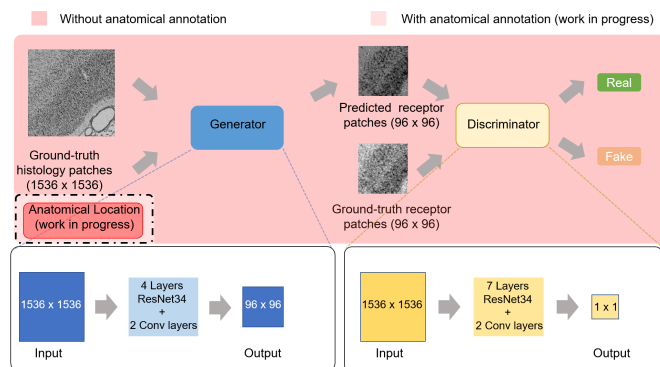 Without anatomical annotation
With anatomical annotation (work in progress)
Generator
Predicted receptor
patches (96 x 96)
Discriminator
Real
Fake
Ground-truth
histology patches
(1536 x 1536)
Ground-truth receptor
patches (96 x 96)
Anatomical Location
(work in progress)
1536 x 1536
4 Layers
ResNet34
+
2 Conv layers
96 x 96
Input
Output
1536 x 1536
7 Layers
ResNet34
+
2 Conv layers
1 x 1
Input
Output